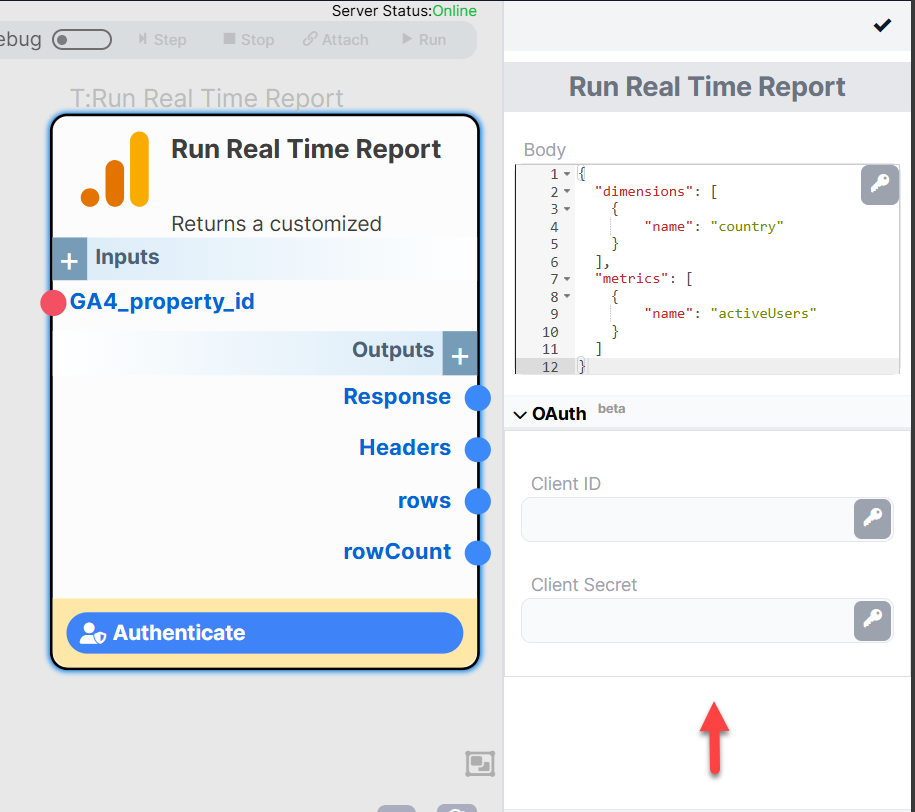 Server Status:Online
ebug
Step
Stop
Attach
Run
T:Run Real Time Report
Run Real Time Report
Returns a customized
Inputs
GA4_property_id
Outputs
Response
Headers
rows
rowCount
Authenticate
Run Real Time Report
Body
1 {
2 "dimensions": [
3 {
4 "name": "country"
5 }
6 ],
7 "metrics": [
8 {
9 "name": "activeUsers"
10 }
11 ]
12 }
OAuth beta
Client ID
Client Secret